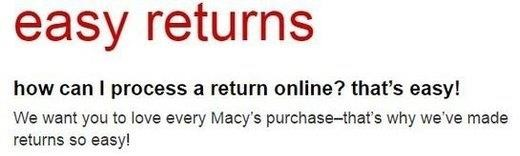 easy returns
how can I process a return online? that’s easy!
We want you to love every Macy’s purchase–that’s why we’ve made
returns so easy!